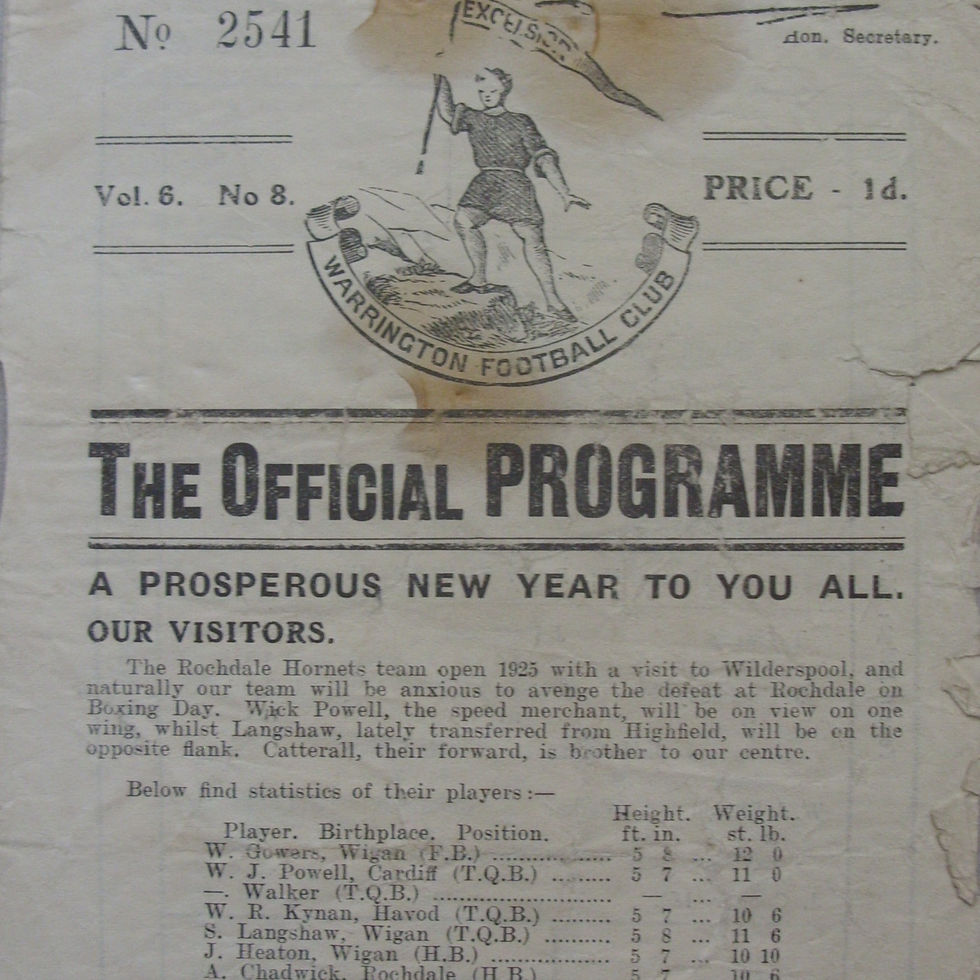 No 2541
EXCELSIOR
Hon. Secretary.
Vol. 6. No 8.
PRICE - 1d.
WARRINGTON FOOTBALL CLUB
THE OFFICIAL PROGRAMME
A PROSPEROUS NEW YEAR TO YOU ALL.
OUR VISITORS.
The Rochdale Hornets team open 1925 with a visit to Wilderspool, and
naturally our team will be anxious to avenge the defeat at Rochdale on
Boxing Day. Wick Powell, the speed merchant, will be on view on one
wing, whilst Langshaw, lately transferred from Highfield, will be on the
opposite flank. Catterall, their forward, is brother to our centre.
Below find statistics of their players:—
Height. Weight.
Player. Birthplace. Position. ft. in. st. lb.
W. Gowers, Wigan (F.B.) .................. 5 8 ... 12 0
W. J. Powell, Cardiff (T.Q.B.) ......... 5 7 ... 11 0
—. Walker (T.Q.B.) .............................. — ... —
W. R. Kynan, Havod (T.Q.B.) ............ 5 7 ... 10 6
S. Langshaw, Wigan (T.Q.B.) .......... 5 8 ... 11 6
J. Heaton, Wigan (H.B.) ..................... 5 7 ... 10 10
A. Chadwick, Rochdale (H.B.) 5 7 ... 10 6